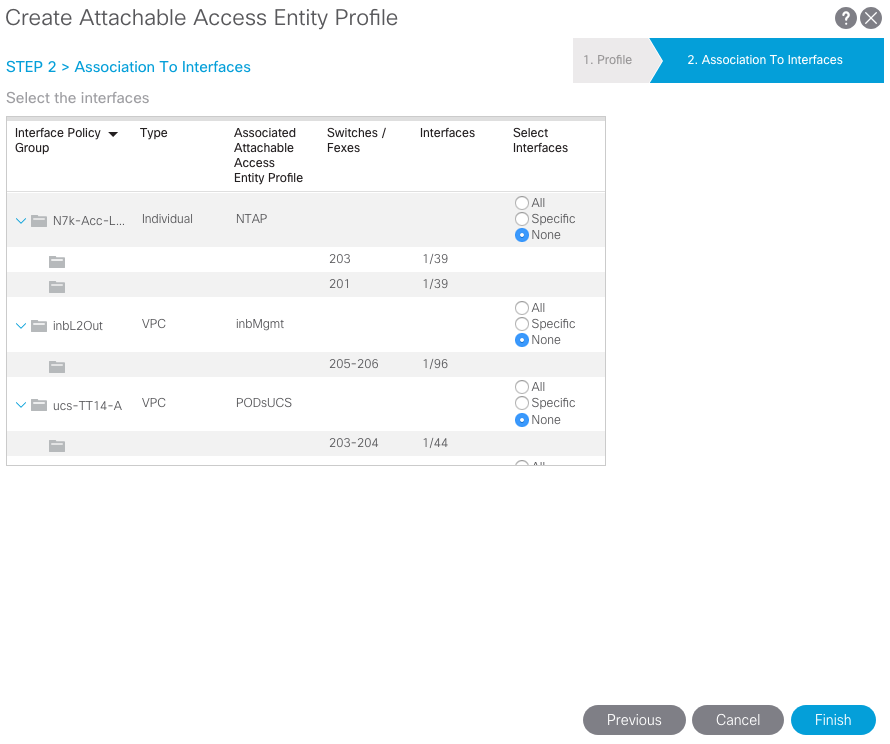 Create Attachable Access Entity Profile
STEP 2 > Association To Interfaces
1. Profile
2. Association To Interfaces
Select the interfaces
Interface Policy Group Type Associated Attachable Access Entity Profile Switches / Fexes Interfaces Select Interfaces
N7k-Acc-L... Individual NTAP
All
Specific
None
203 1/39
201 1/39
inbL2Out VPC inbMgmt
All
Specific
None
205-206 1/96
ucs-TT14-A VPC PODsUCS
All
Specific
None
203-204 1/44
All
Previous Cancel Finish